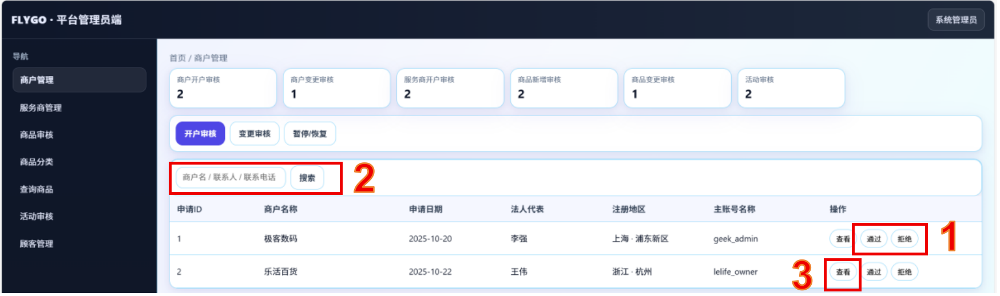 FLYGO · 平台管理员端
系统管理员
导航
商户管理
服务商管理
商品审核
商品分类
查询商品
活动审核
顾客管理
首页 / 商户管理
商户开户审核
2
商户变更审核
1
服务商开户审核
2
商品新增审核
2
商品变更审核
1
活动审核
2
开户审核 变更审核 暂停/恢复
商户名 / 联系人 / 联系电话 搜索 2
申请ID 商户名称 申请日期 法人代表 注册地区 主账号名称 操作
1 极客数码 2025-10-20 李强 上海 · 浦东新区 geek_admin 查看 通过 拒绝 1
2 乐活百货 2025-10-22 王伟 浙江 · 杭州 lelife_owner 3 查看 通过 拒绝